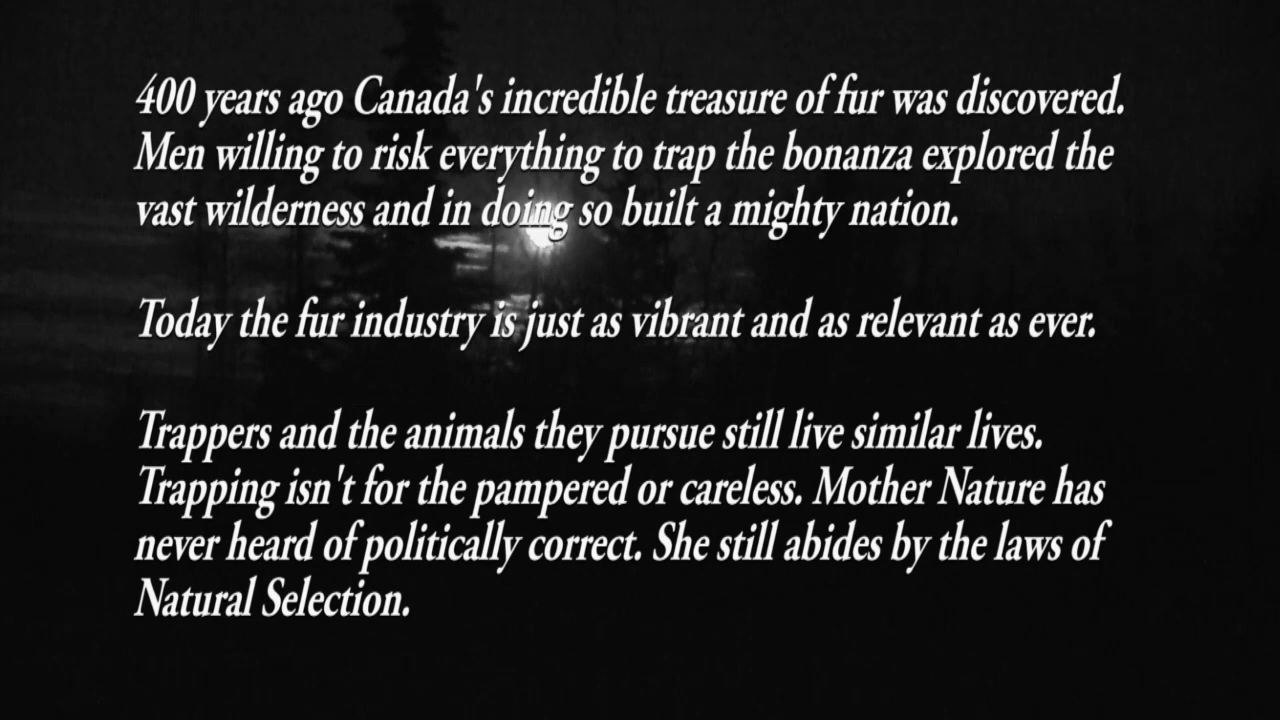 400 years ago Canada's incredible treasure of fur was discovered.
Men willing to risk everything to trap the bonanza explored the
vast wilderness and in doing so built a mighty nation.
Today the fur industry is just as vibrant and as relevant as ever.
Trappers and the animals they pursue still live similar lives.
Trapping isn't for the pampered or careless. Mother Nature has
never heard of politically correct. She still abides by the laws of
Natural Selection.